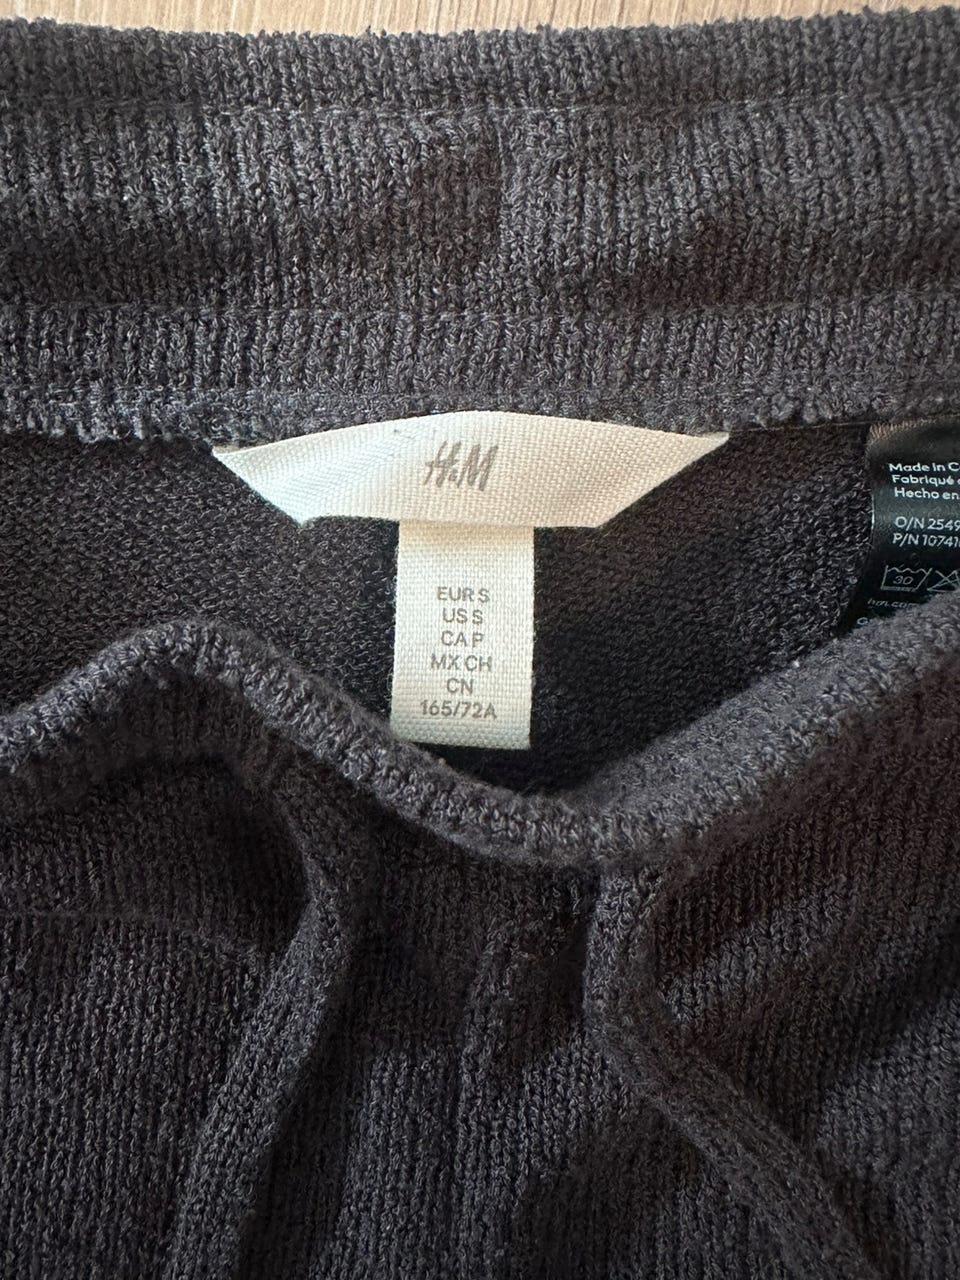 H&M
EUR S
US S
CA P
MX CH
CN
165/72A
Made in
Fabriqué
Hecho en
O/N 2549
P/N 10741
30